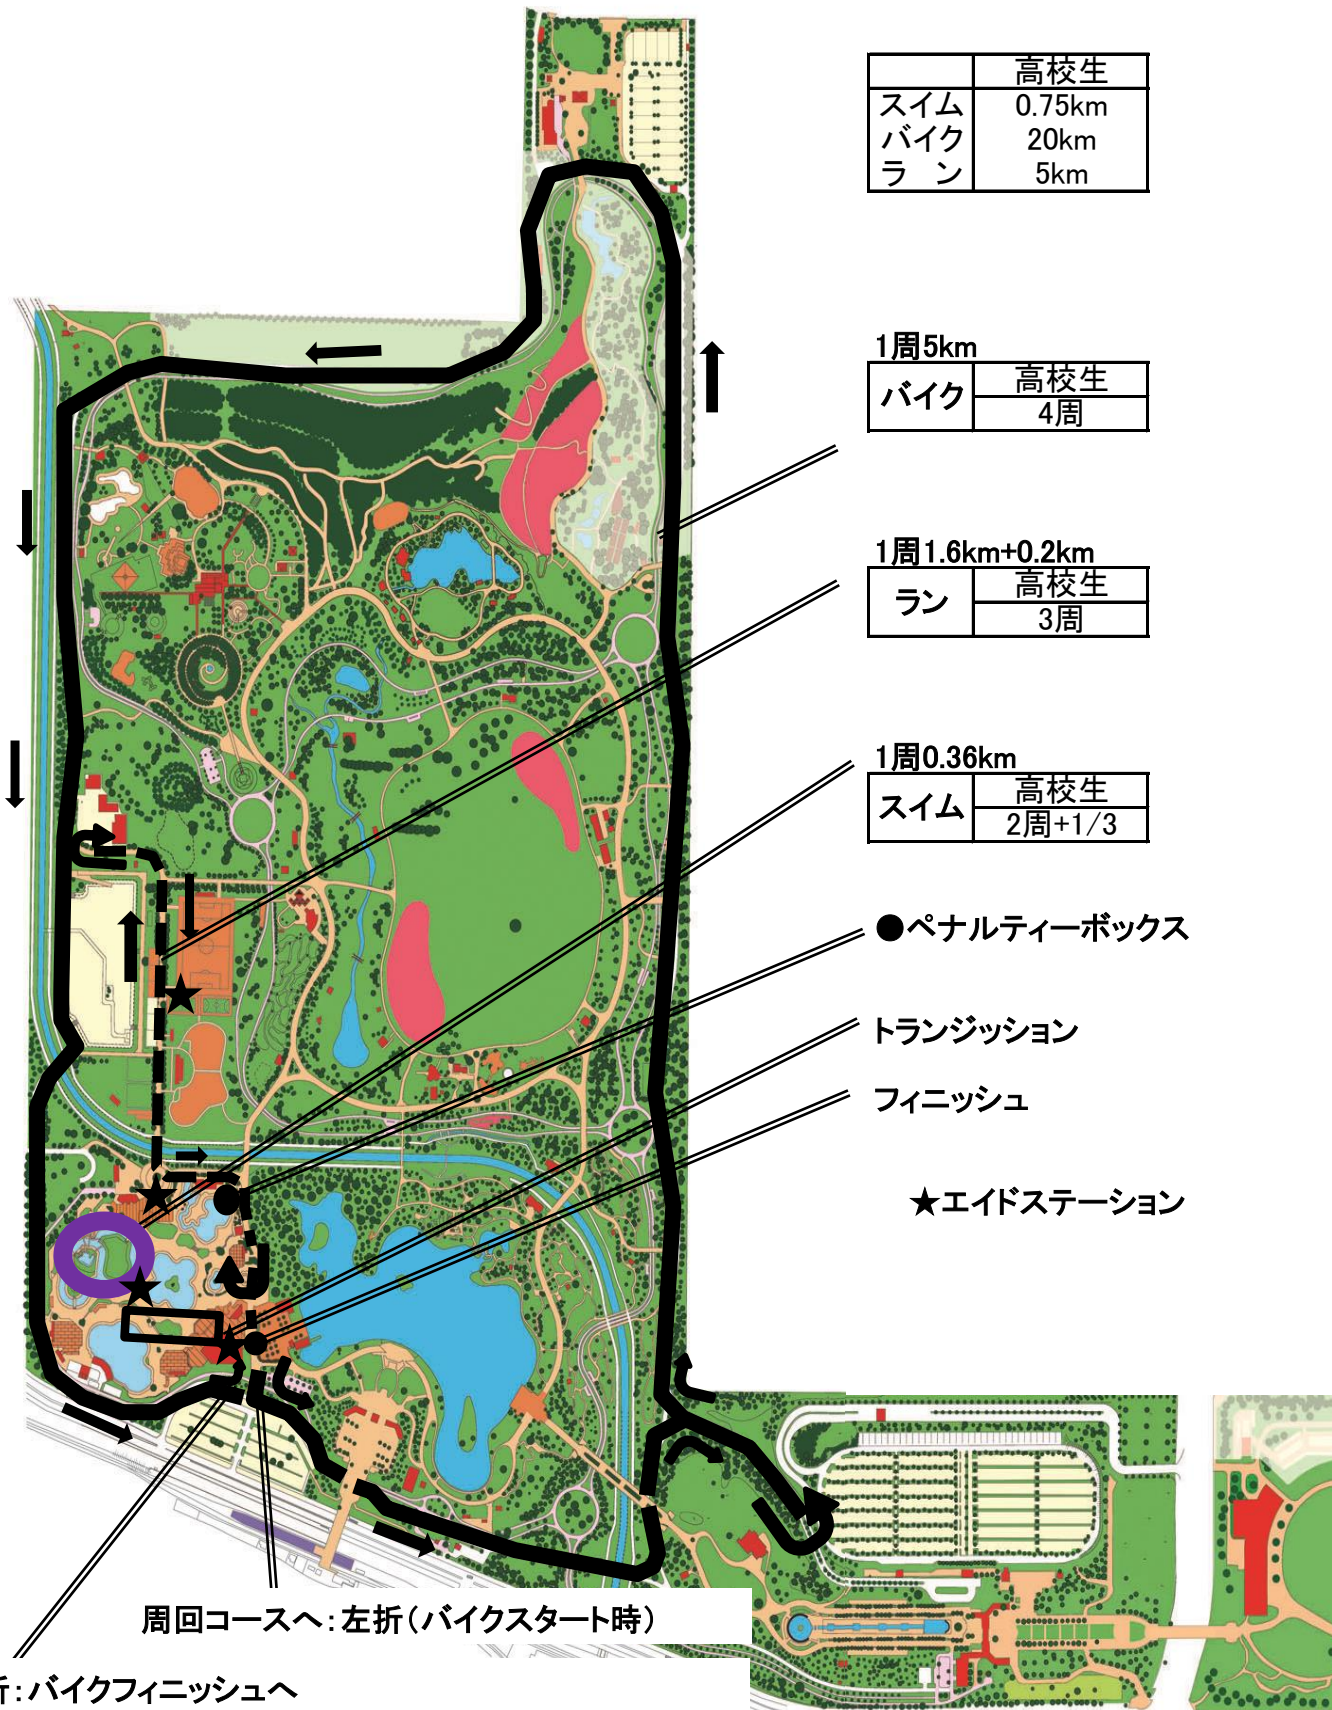 高校生
スイム 0.75km
バイク 20km
ラン 5km
1周5km
バイク 高校生
4周
1周1.6km+0.2km
ラン 高校生
3周
1周0.36km
スイム 高校生
2周+1/3
●ペナルティーボックス
トランジッション
フィニッシュ
★エイドステーション
周回コースへ:左折(バイクスタート時)
折:バイクフィニッシュへ